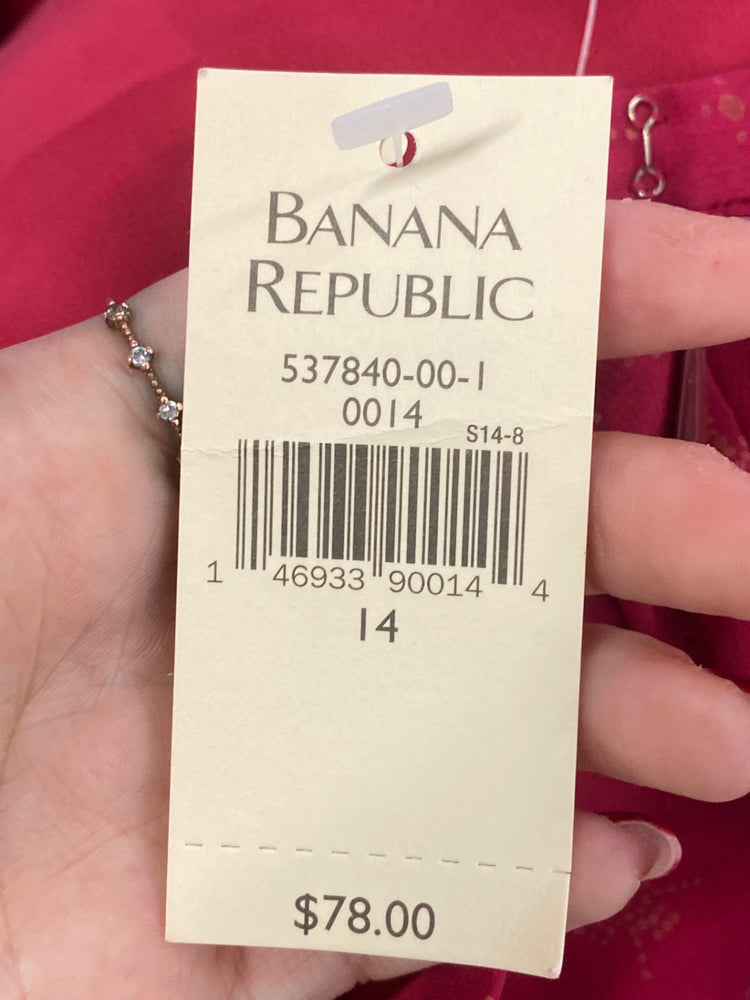 BANANA
REPUBLIC
537840-00-1
0014
S14-8
1 46933 90014 4
14
$78.00